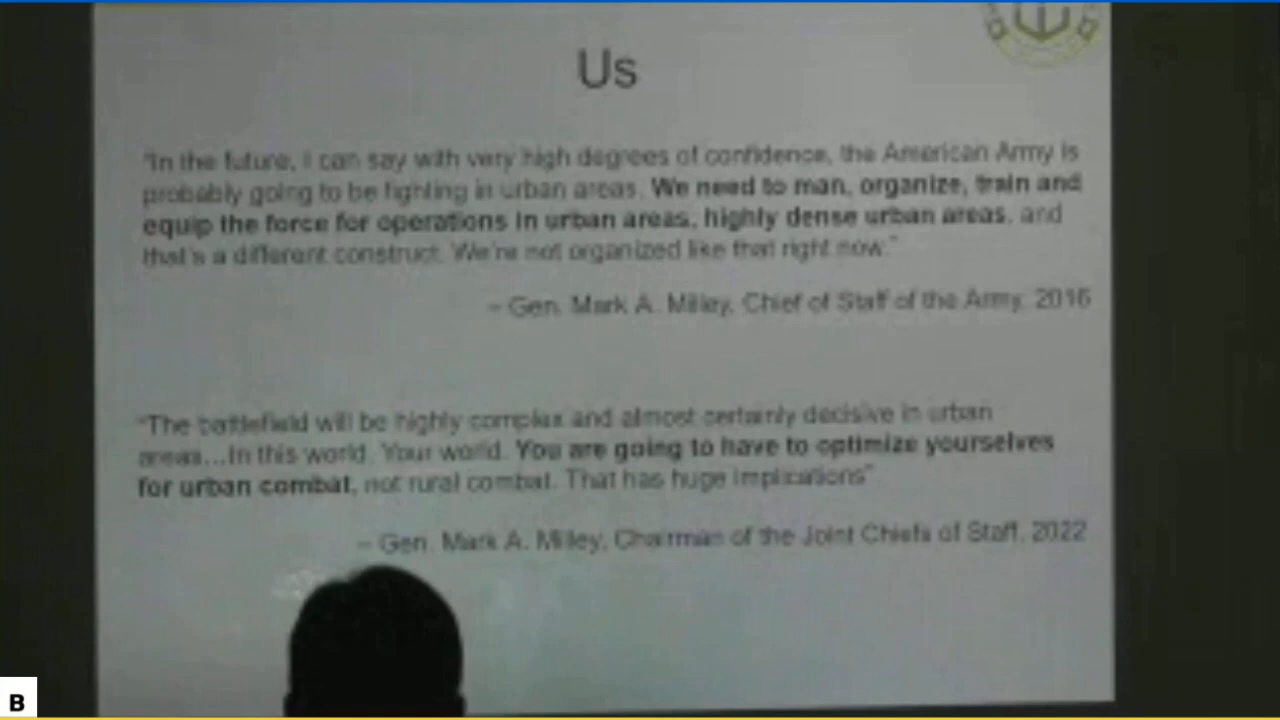 Us
"In the future, I can say with very high degrees of confidence, the American Army is
probably going to be fighting in urban areas. We need to man, organize, train and
equip the force for operations in urban areas, highly dense urban areas, and
that's a different construct. We're not organized like that right now."
– Gen. Mark A. Milley, Chief of Staff of the Army, 2016
"The battlefield will be highly complex and almost certainly decisive in urban
areas...In this world. Your world. You are going to have to optimize yourselves
for urban combat, not rural combat. That has huge implications"
– Gen. Mark A. Milley, Chairman of the Joint Chiefs of Staff, 2022
B